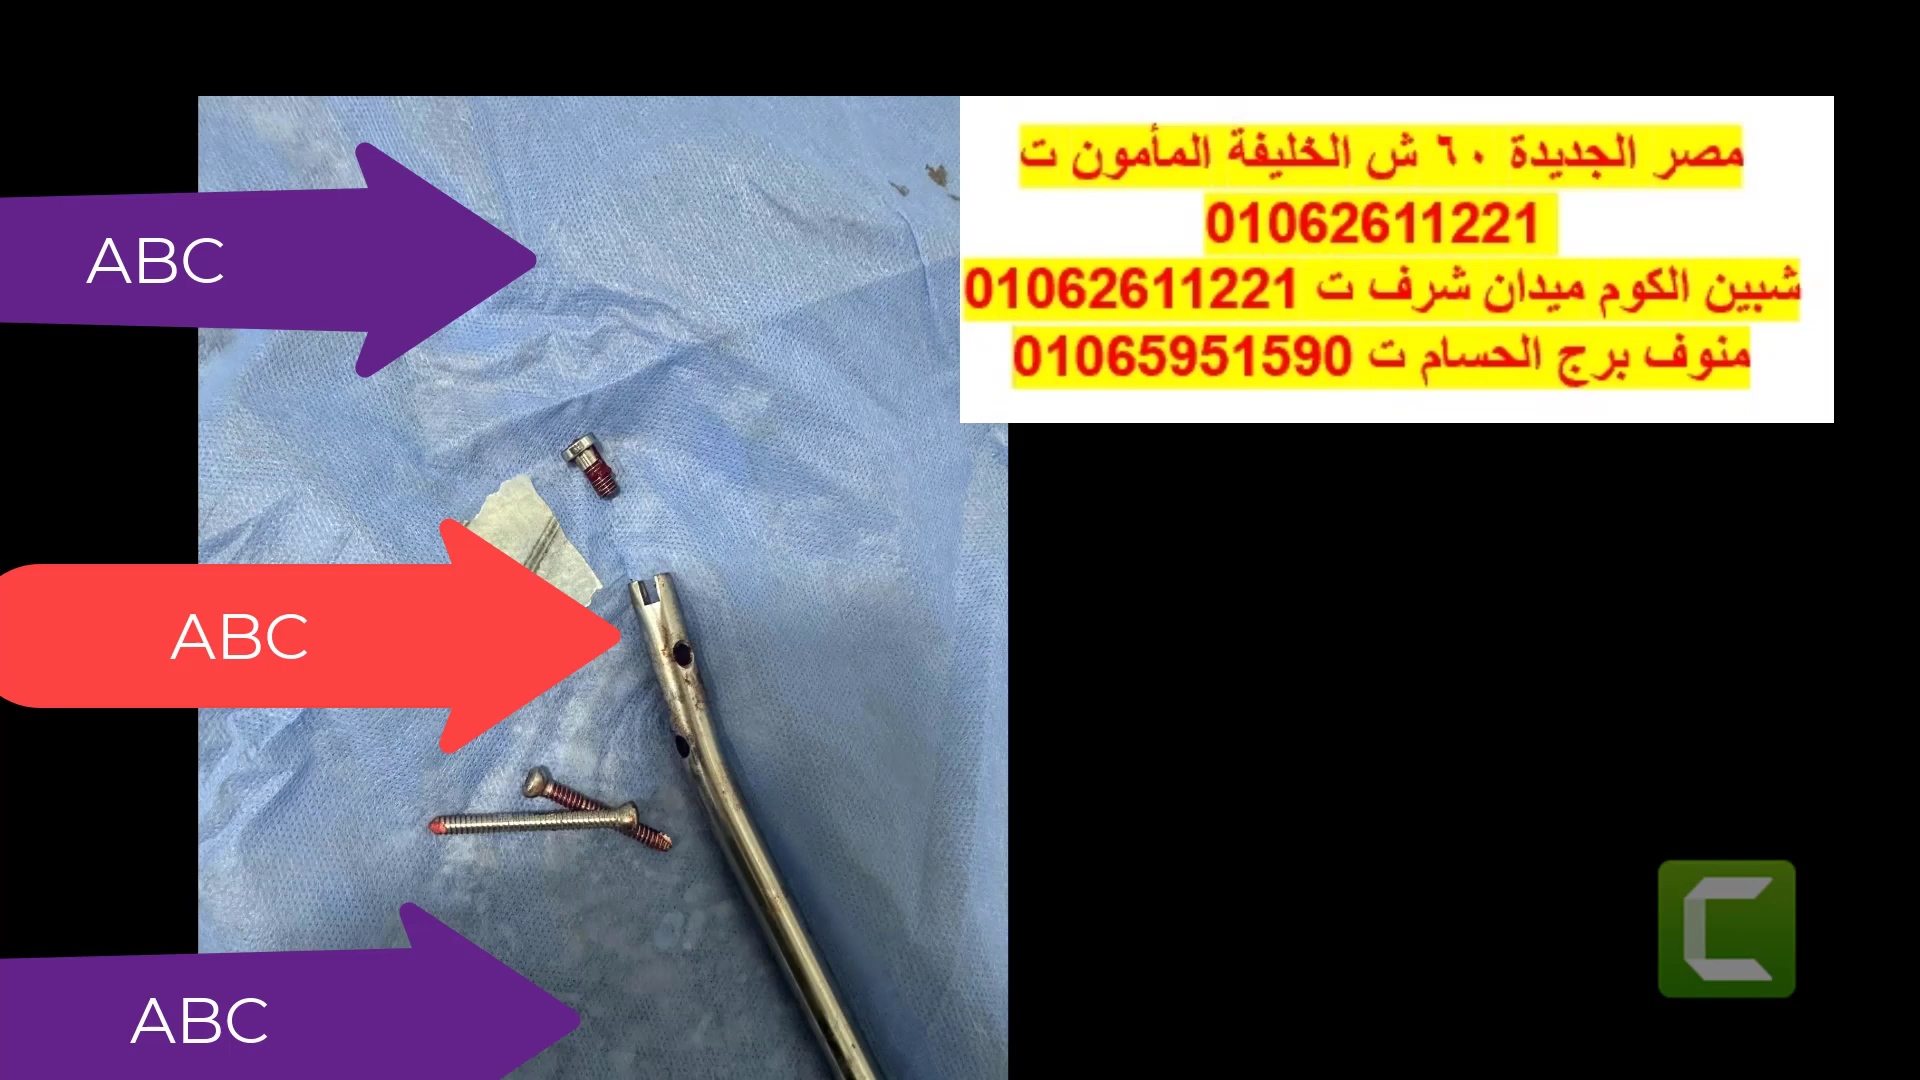 مصر الجديدة ٦٠ ش الخليفة المأمون ت
01062611221
شبين الكوم ميدان شرف ت 01062611221
منوف برج الحسام ت 01065951590
ABC
ABC
ABC